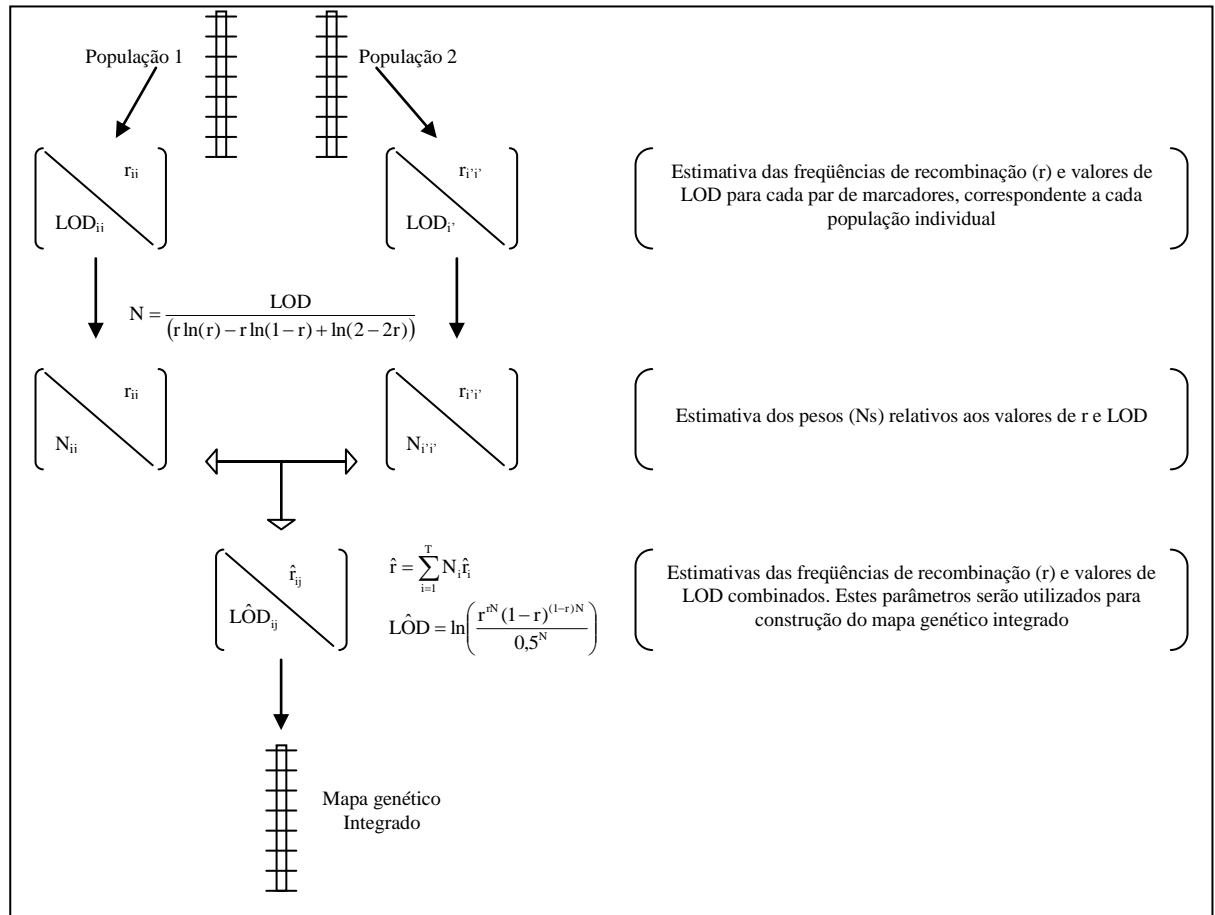 População 1
População 2
r_ii
LOD_ii
r_i'i'
LOD_i'
Estimativa das freqüências de recombinação (r) e valores de
LOD para cada par de marcadores, correspondente a cada
população individual
N = LOD / (r ln(r) − r ln(1 − r) + ln(2 − 2r))
r_ii
N_ii
r_i'i'
N_i'i'
Estimativa dos pesos (Ns) relativos aos valores de r e LOD
r̂_ij
LÔD_ij
r̂ = ∑_{i=1}^{T} N_i r̂_i
LÔD = ln( r^{rN} (1 − r)^{(1−r)N} / 0,5^N )
Estimativas das freqüências de recombinação (r) e valores de
LOD combinados. Estes parâmetros serão utilizados para
construção do mapa genético integrado
Mapa genético
Integrado